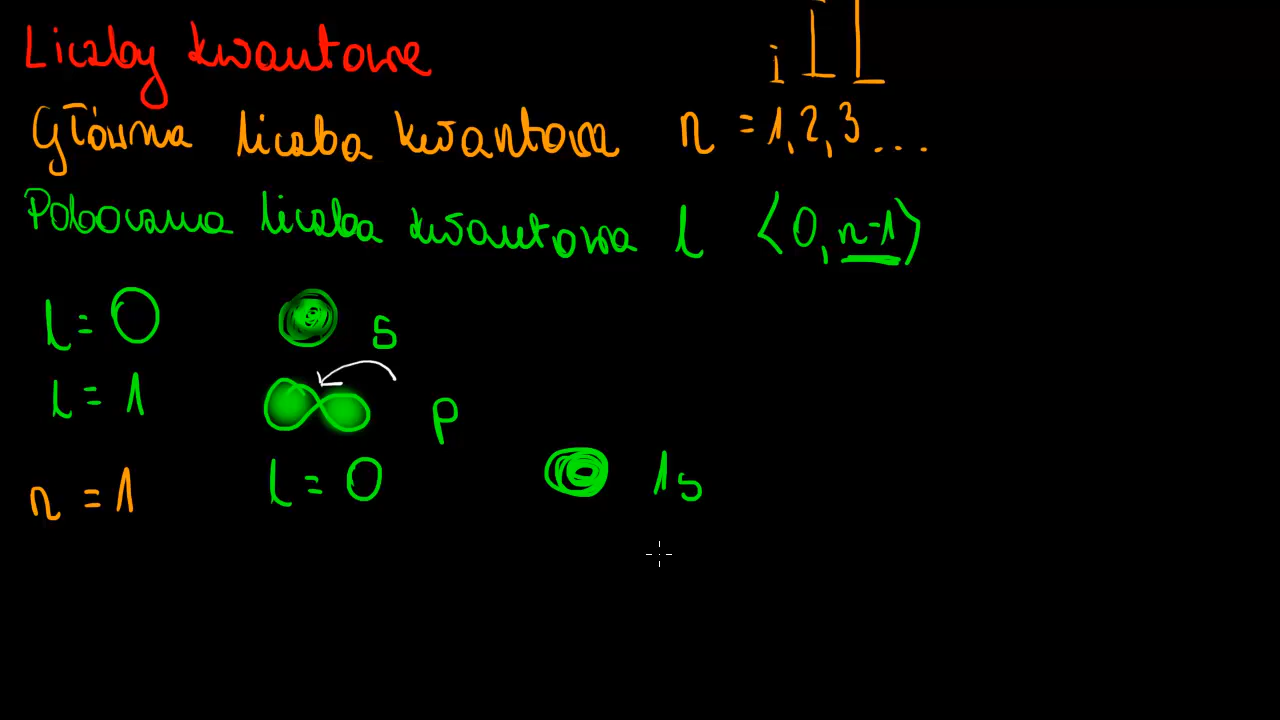 Liczby kwantowe
i
Główna liczba kwantowa n = 1, 2, 3 ...
Poboczna liczba kwantowa l ⟨0, n-1⟩
l = 0 s
l = 1 p
n = 1 l = 0 1s